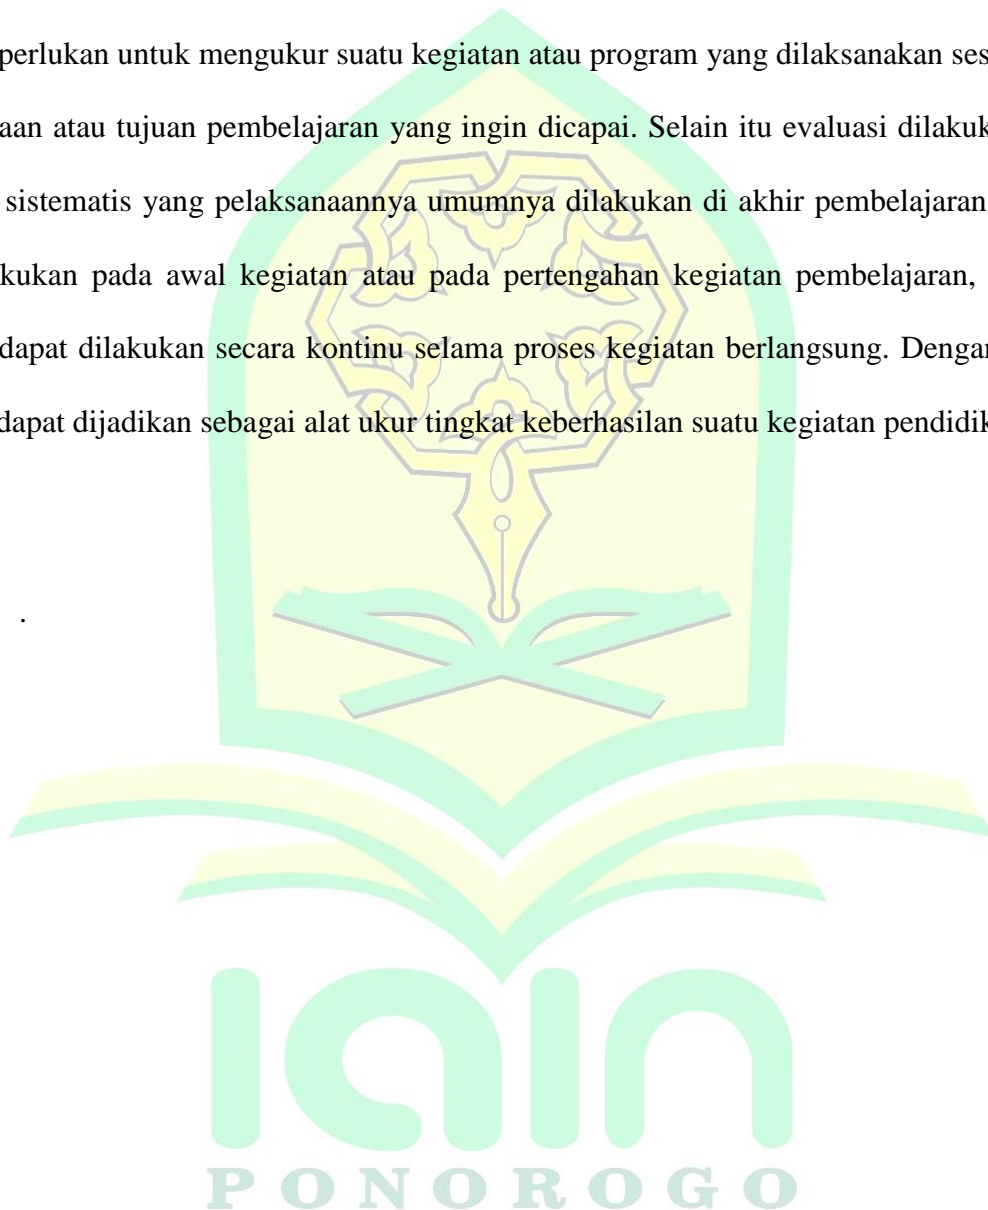 perlukan untuk mengukur suatu kegiatan atau program yang dilaksanakan ses
aan atau tujuan pembelajaran yang ingin dicapai. Selain itu evaluasi dilakuk
sistematis yang pelaksanaannya umumnya dilakukan di akhir pembelajaran
kukan pada awal kegiatan atau pada pertengahan kegiatan pembelajaran,
dapat dilakukan secara kontinu selama proses kegiatan berlangsung. Dengan
dapat dijadikan sebagai alat ukur tingkat keberhasilan suatu kegiatan pendidik
.
iain
PONOROGO